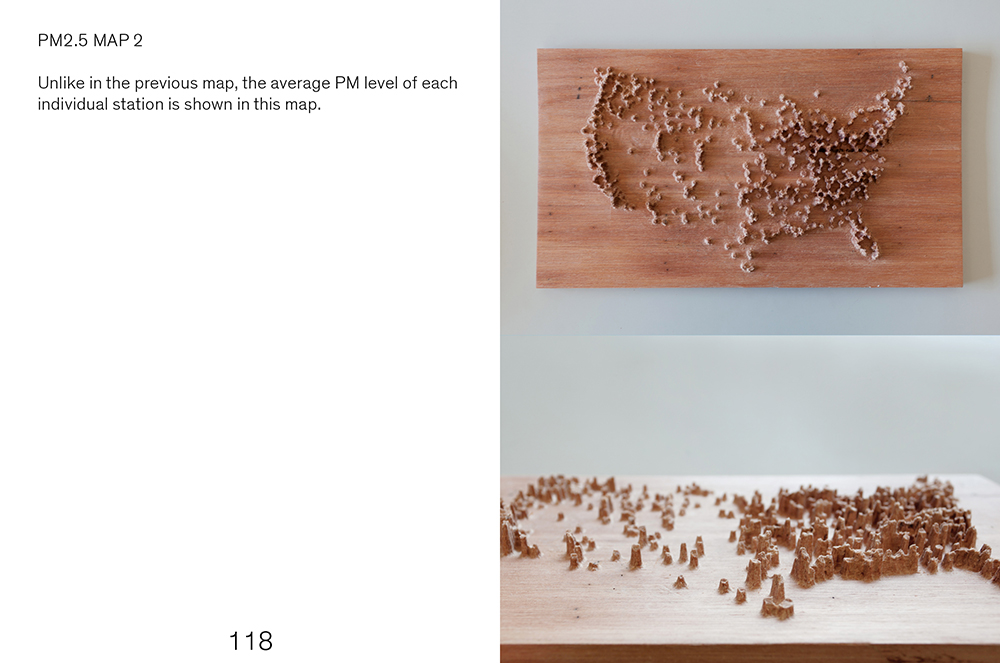 PM2.5 MAP 2
Unlike in the previous map, the average PM level of each
individual station is shown in this map.
118